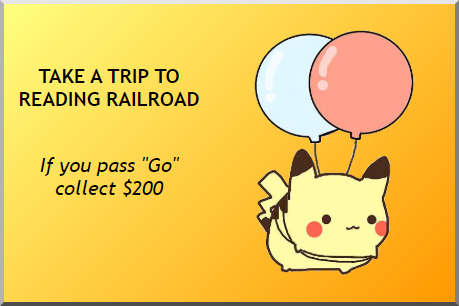 TAKE A TRIP TO
READING RAILROAD
If you pass "Go"
collect $200